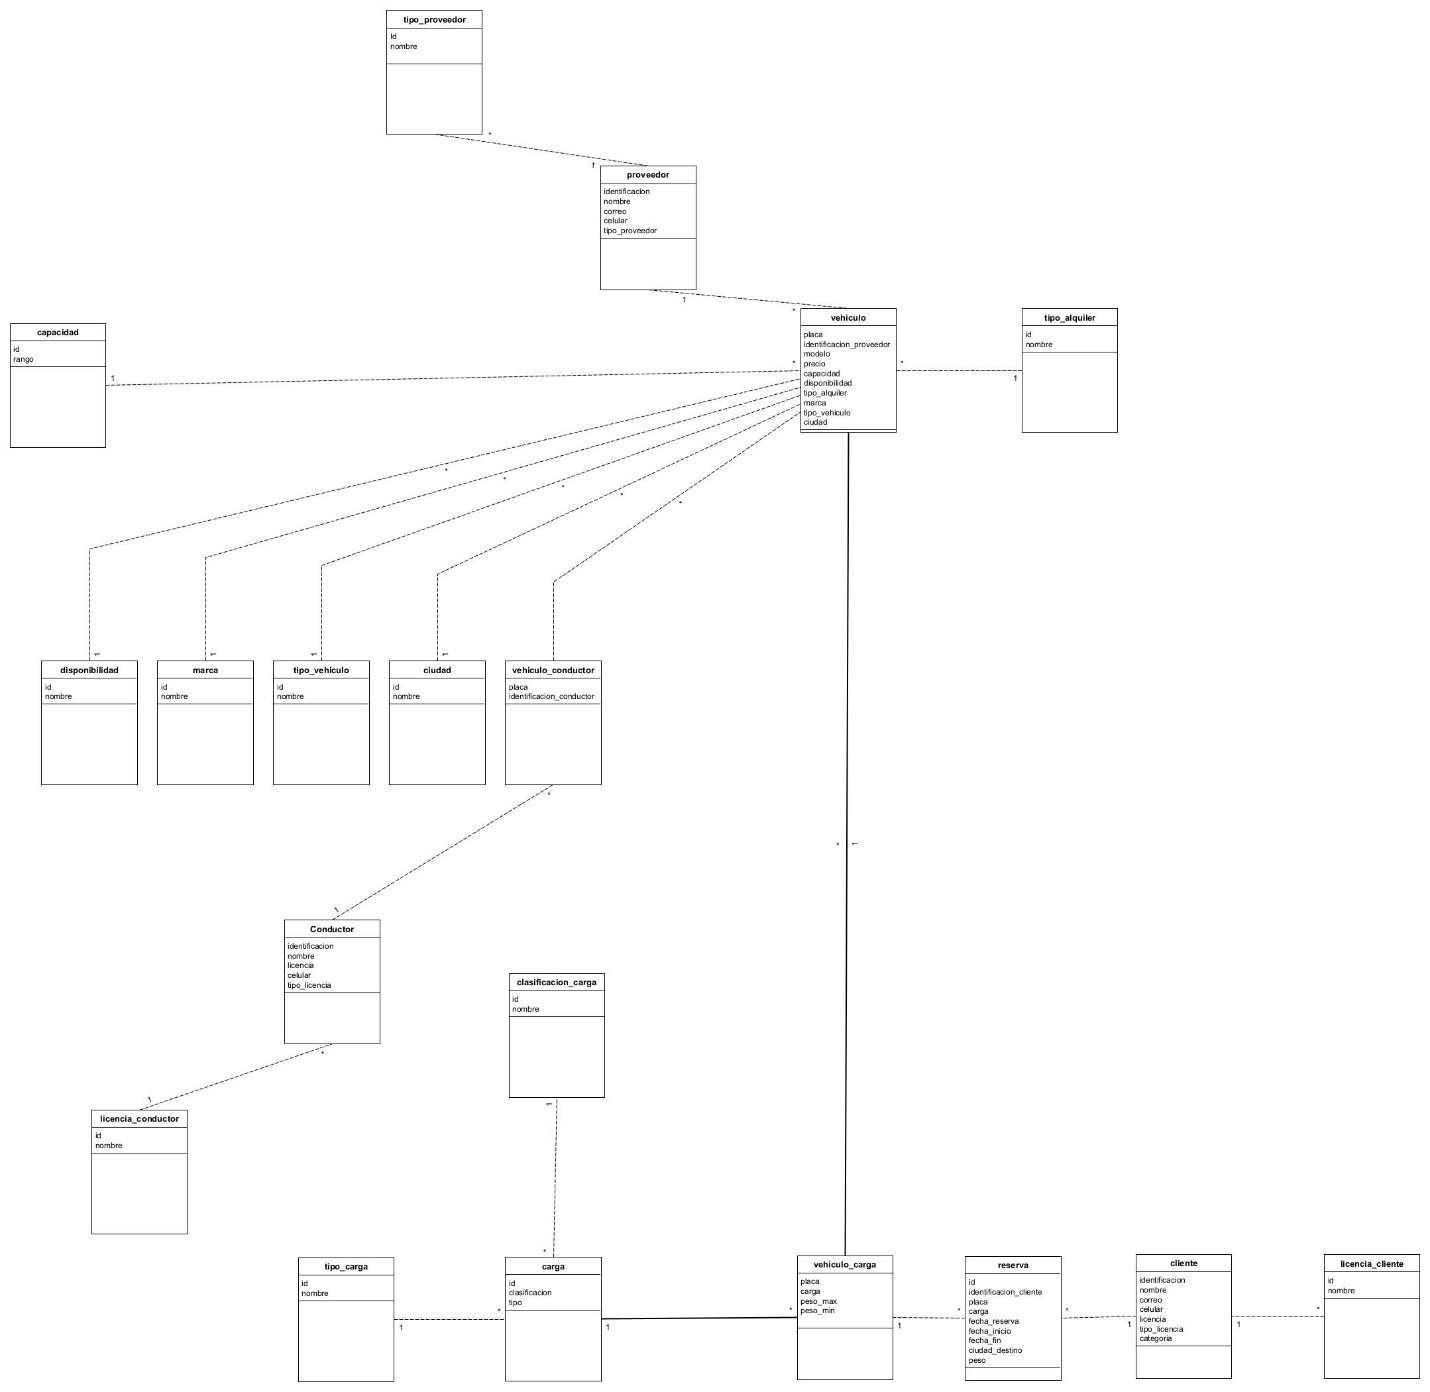 tipo_proveedor
Id
nombre
*
1
proveedor
identificacion
nombre
correo
celular
tipo_proveedor
1
*
vehiculo
placa
identificacion_proveedor
modelo
precio
capacidad
disponibilidad
tipo_alquiler
marca
tipo_vehiculo
ciudad
tipo_alquiler
id
nombre
capacidad
id
rango
1
*
*
1
*
*
*
*
*
1
1
1
1
disponibilidad
id
nombre
marca
id
nombre
tipo_vehiculo
id
nombre
ciudad
id
nombre
vehiculo_conductor
placa
identificacion_conductor
*
* 1
1
Conductor
identificacion
nombre
licencia
celular
tipo_licencia
*
1
clasificacion_carga
id
nombre
1
licencia_conductor
id
nombre
*
tipo_carga
id
nombre
1
*
carga
id
clasificacion
tipo
1
*
vehiculo_carga
placa
carga
peso_max
peso_min
1
*
reserva
id
identificacion_cliente
placa
carga
fecha_reserva
fecha_inicio
fecha_fin
ciudad_destino
peso
*
1
cliente
identificacion
nombre
correo
celular
licencia
tipo_licencia
categoria
1
*
licencia_cliente
id
nombre